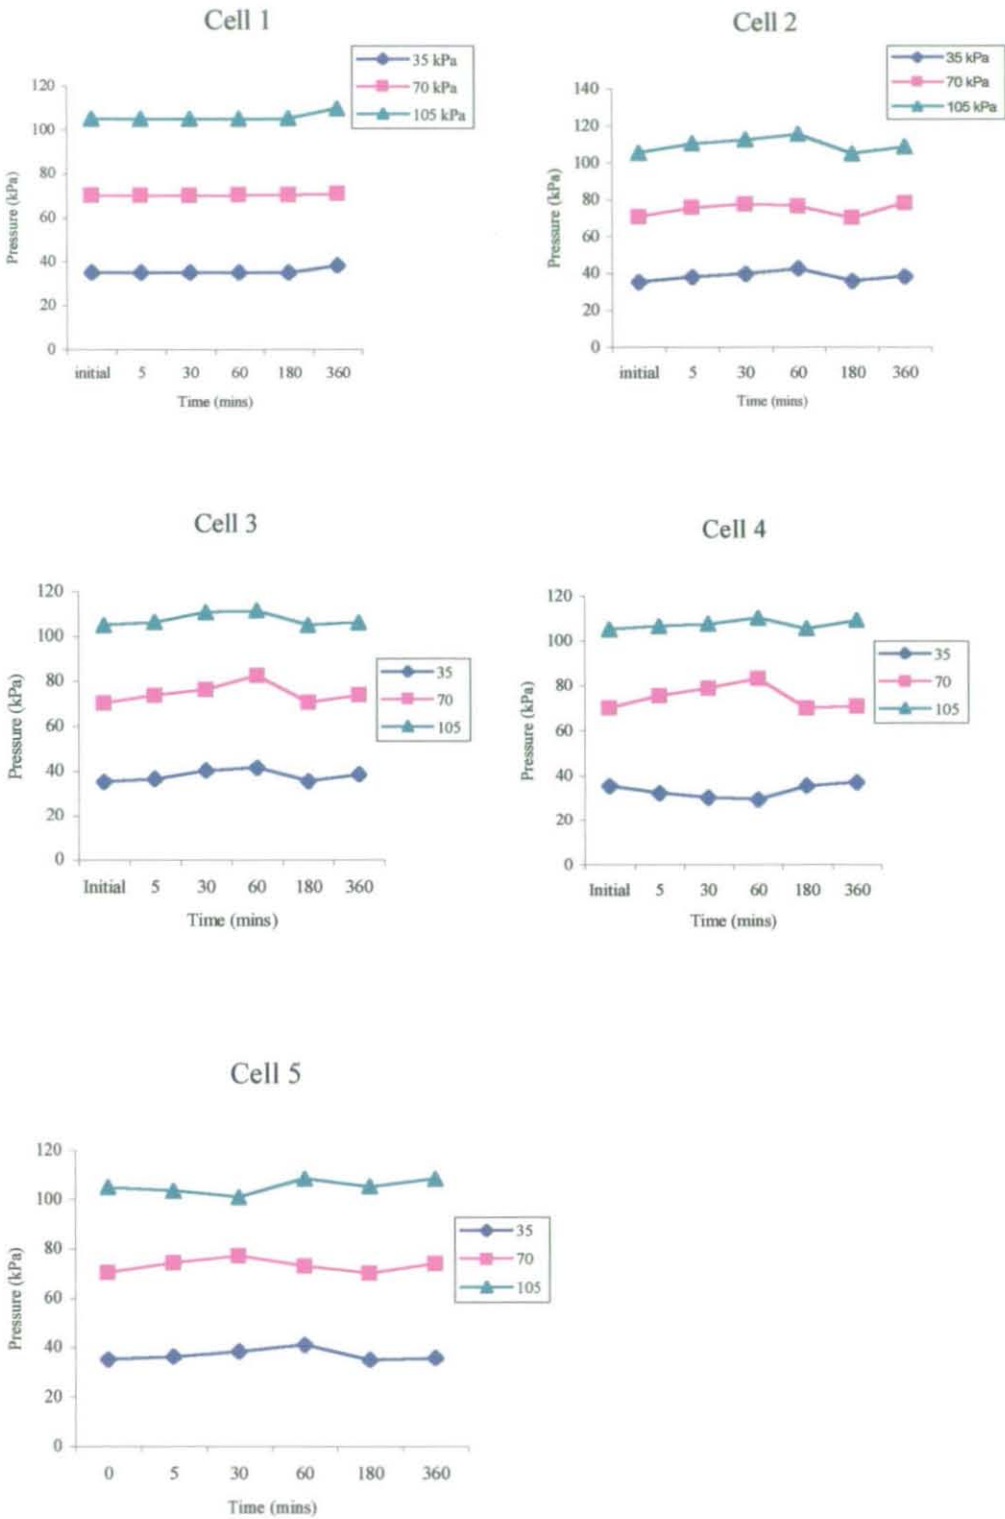 Cell 1
35 kPa
70 kPa
105 kPa
120
100
80
60
40
20
0
Pressure (kPa)
initial 5 30 60 180 360
Time (mins)
Cell 2
35 kPa
70 kPa
105 kPa
140
120
100
80
60
40
20
0
Pressure (kPa)
initial 5 30 60 180 360
Time (mins)
Cell 3
120
100
80
60
40
20
0
Pressure (kPa)
35
70
105
Initial 5 30 60 180 360
Time (mins)
Cell 4
120
100
80
60
40
20
0
Pressure (kPa)
35
70
105
Initial 5 30 60 180 360
Time (mins)
Cell 5
120
100
80
60
40
20
0
Pressure (kPa)
35
70
105
0 5 30 60 180 360
Time (mins)